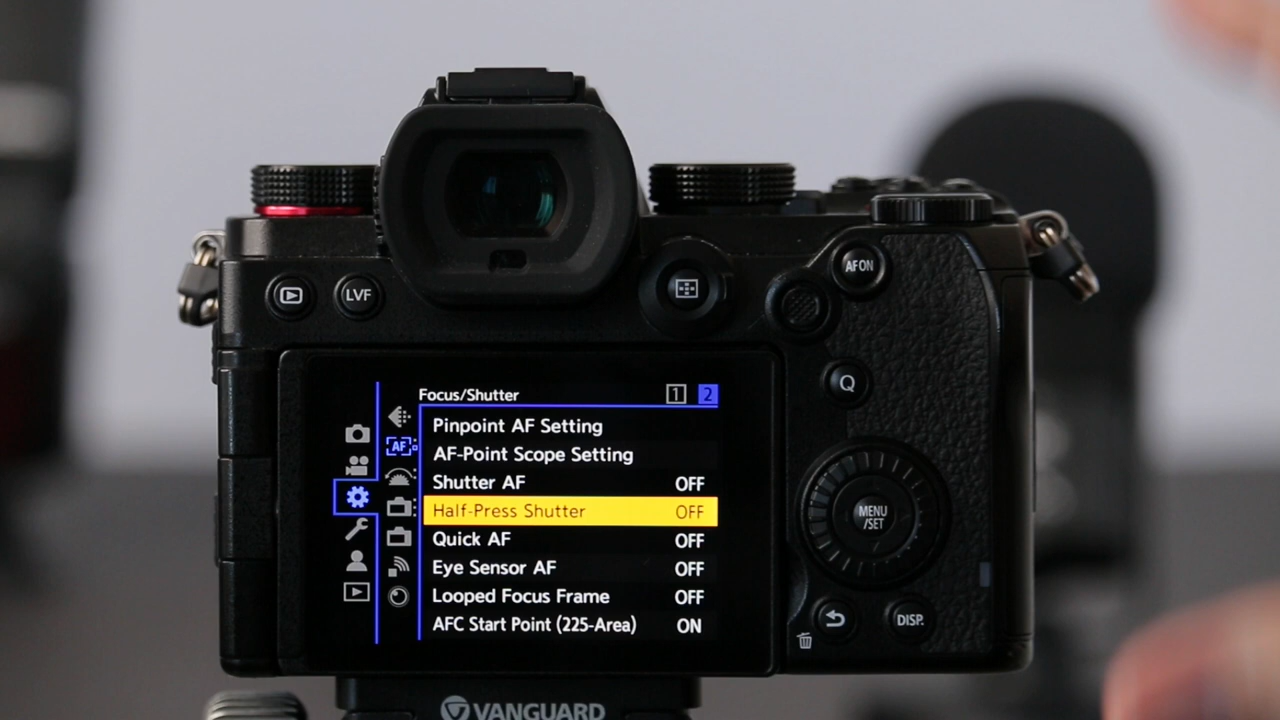 AF ON
LVF
Q
Focus/Shutter 1 2
Pinpoint AF Setting
AF-Point Scope Setting
AF
Shutter AF OFF
Half-Press Shutter OFF
Quick AF OFF
Eye Sensor AF OFF
Looped Focus Frame OFF
AFC Start Point (225-Area) ON
MENU
/SET
DISP.
VANGUARD